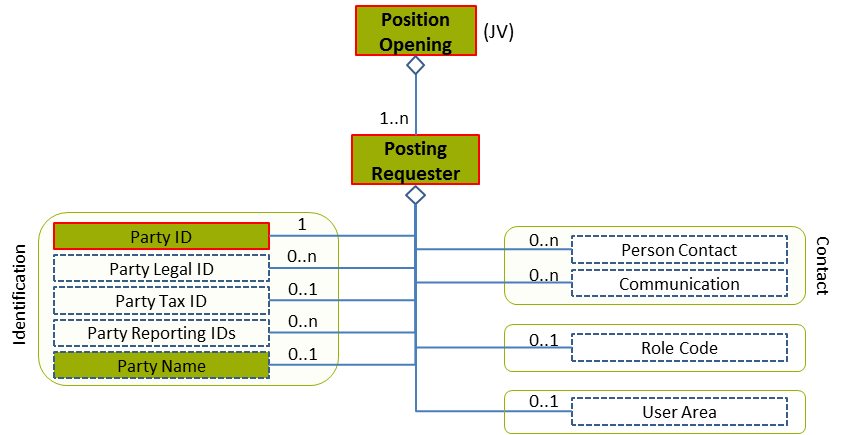 Position
Opening
(JV)
1..n
Posting
Requester
Identification
Party ID
1
Party Legal ID
0..n
Party Tax ID
0..1
Party Reporting IDs
0..n
Party Name
0..1
Contact
0..n
Person Contact
0..n
Communication
0..1
Role Code
0..1
User Area